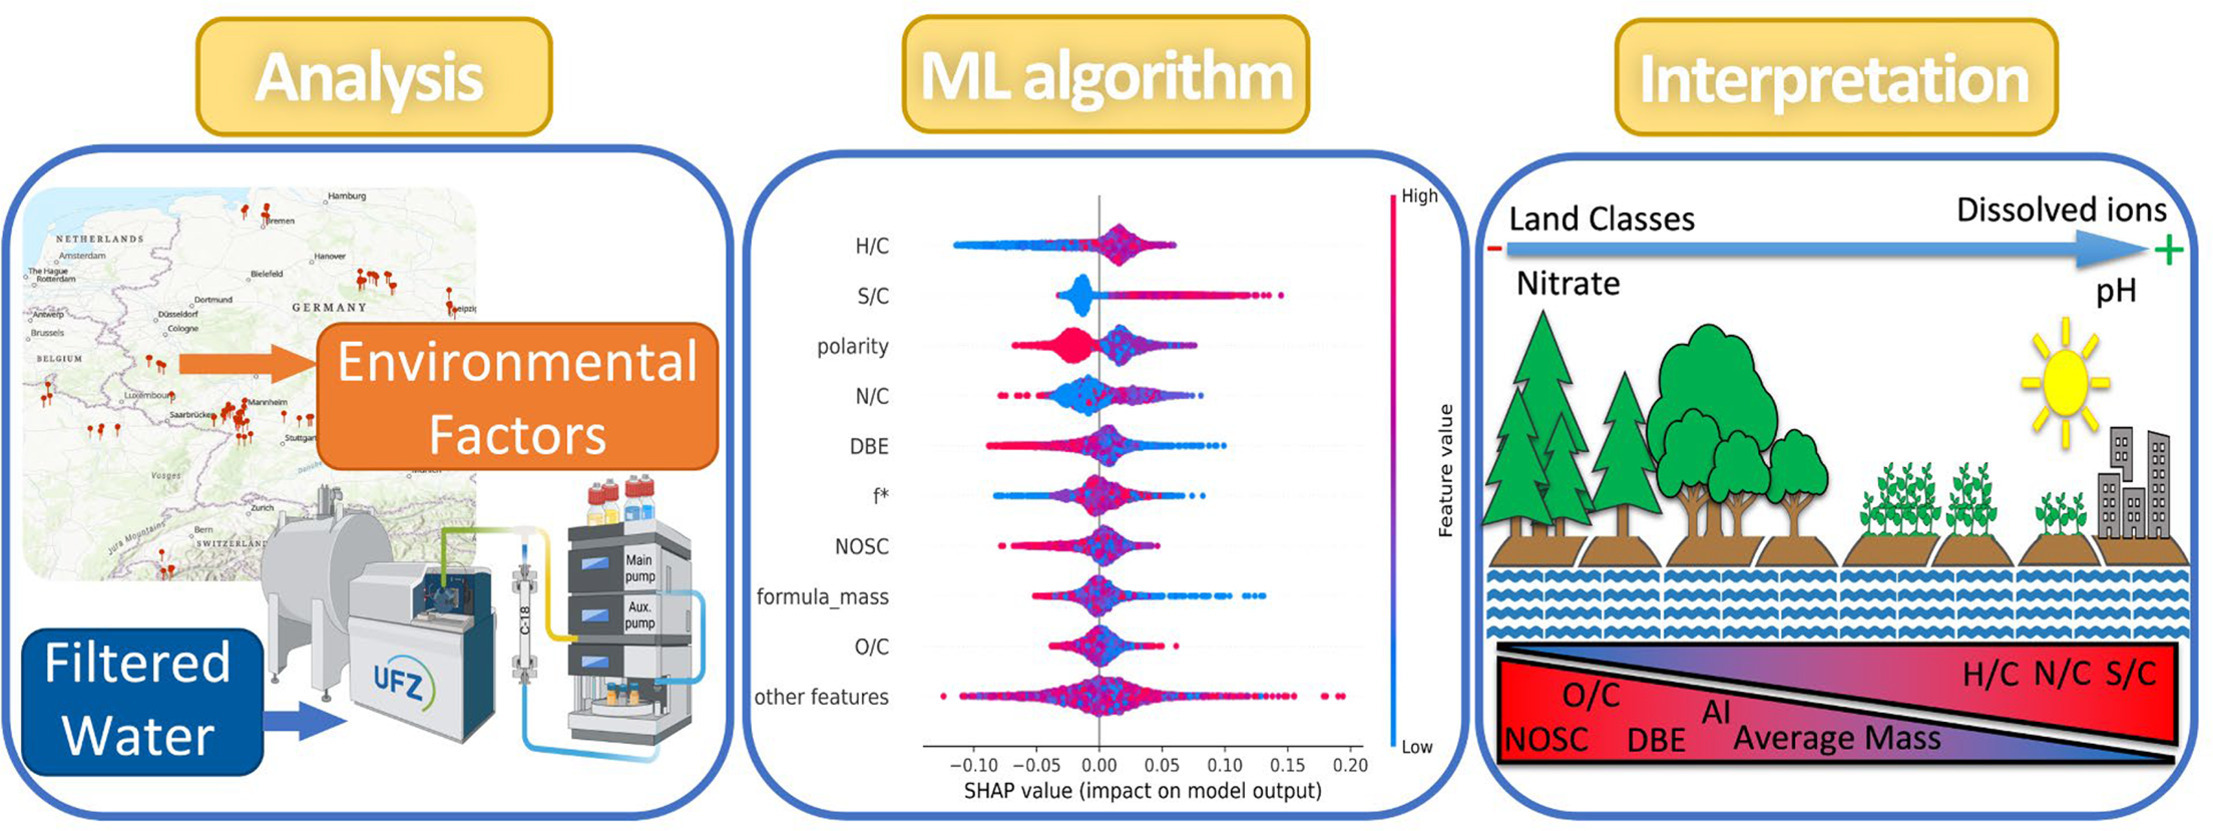 Analysis
ML algorithm
Interpretation
Hamburg
Bremen
NETHERLANDS
Amsterdam
Hanover
The Hague
Rotterdam
Bielefeld
Dortmund
GERMANY
Leipzig
Antwerp
Düsseldorf
Cologne
Brussels
BELGIUM
Luxembourg
Mannheim
Saarbrücken
Stuttgart
Vosges
Zurich
Bern
Jura Mountains
SWITZERLAND
Environmental
Factors
Main
pump
Aux.
pump
C-18
UFZ
Filtered
Water
High
H/C
S/C
polarity
N/C
DBE
f*
NOSC
formula_mass
O/C
other features
Low
Feature value
−0.10 −0.05 0.00 0.05 0.10 0.15 0.20
SHAP value (impact on model output)
Land Classes
Dissolved ions
- +
Nitrate
pH
H/C N/C S/C
O/C
AI
NOSC DBE Average Mass